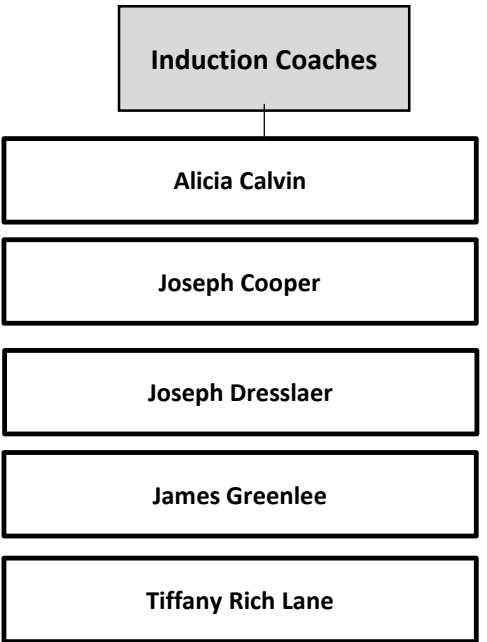 Induction Coaches
Alicia Calvin
Joseph Cooper
Joseph Dresslaer
James Greenlee
Tiffany Rich Lane